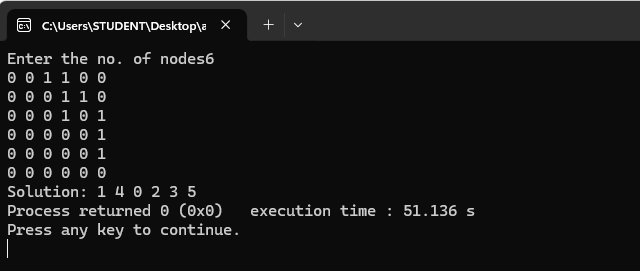 C:\Users\STUDENT\Desktop\a
Enter the no. of nodes6
0 0 1 1 0 0
0 0 0 1 1 0
0 0 0 1 0 1
0 0 0 0 0 1
0 0 0 0 0 1
0 0 0 0 0 0
Solution: 1 4 0 2 3 5
Process returned 0 (0x0)   execution time : 51.136 s
Press any key to continue.